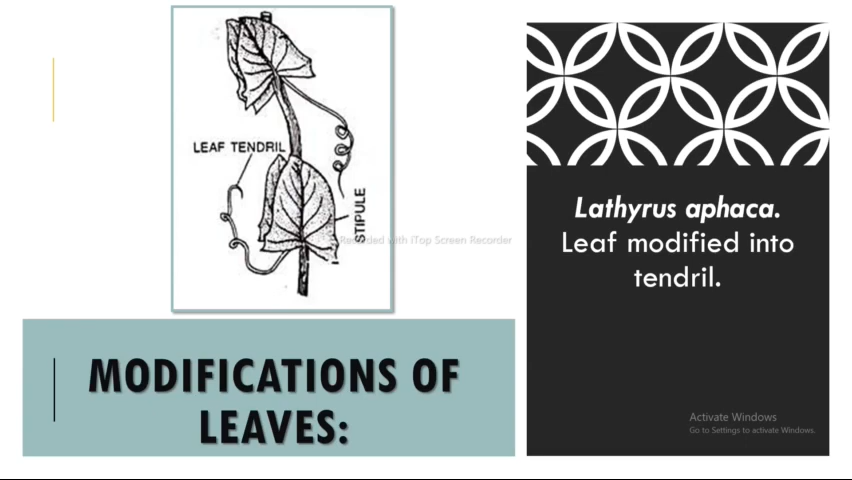 LEAF TENDRIL
STIPULE
Recorded with iTop Screen Recorder
Lathyrus aphaca.
Leaf modified into
tendril.
MODIFICATIONS OF
LEAVES:
Activate Windows
Go to Settings to activate Windows.